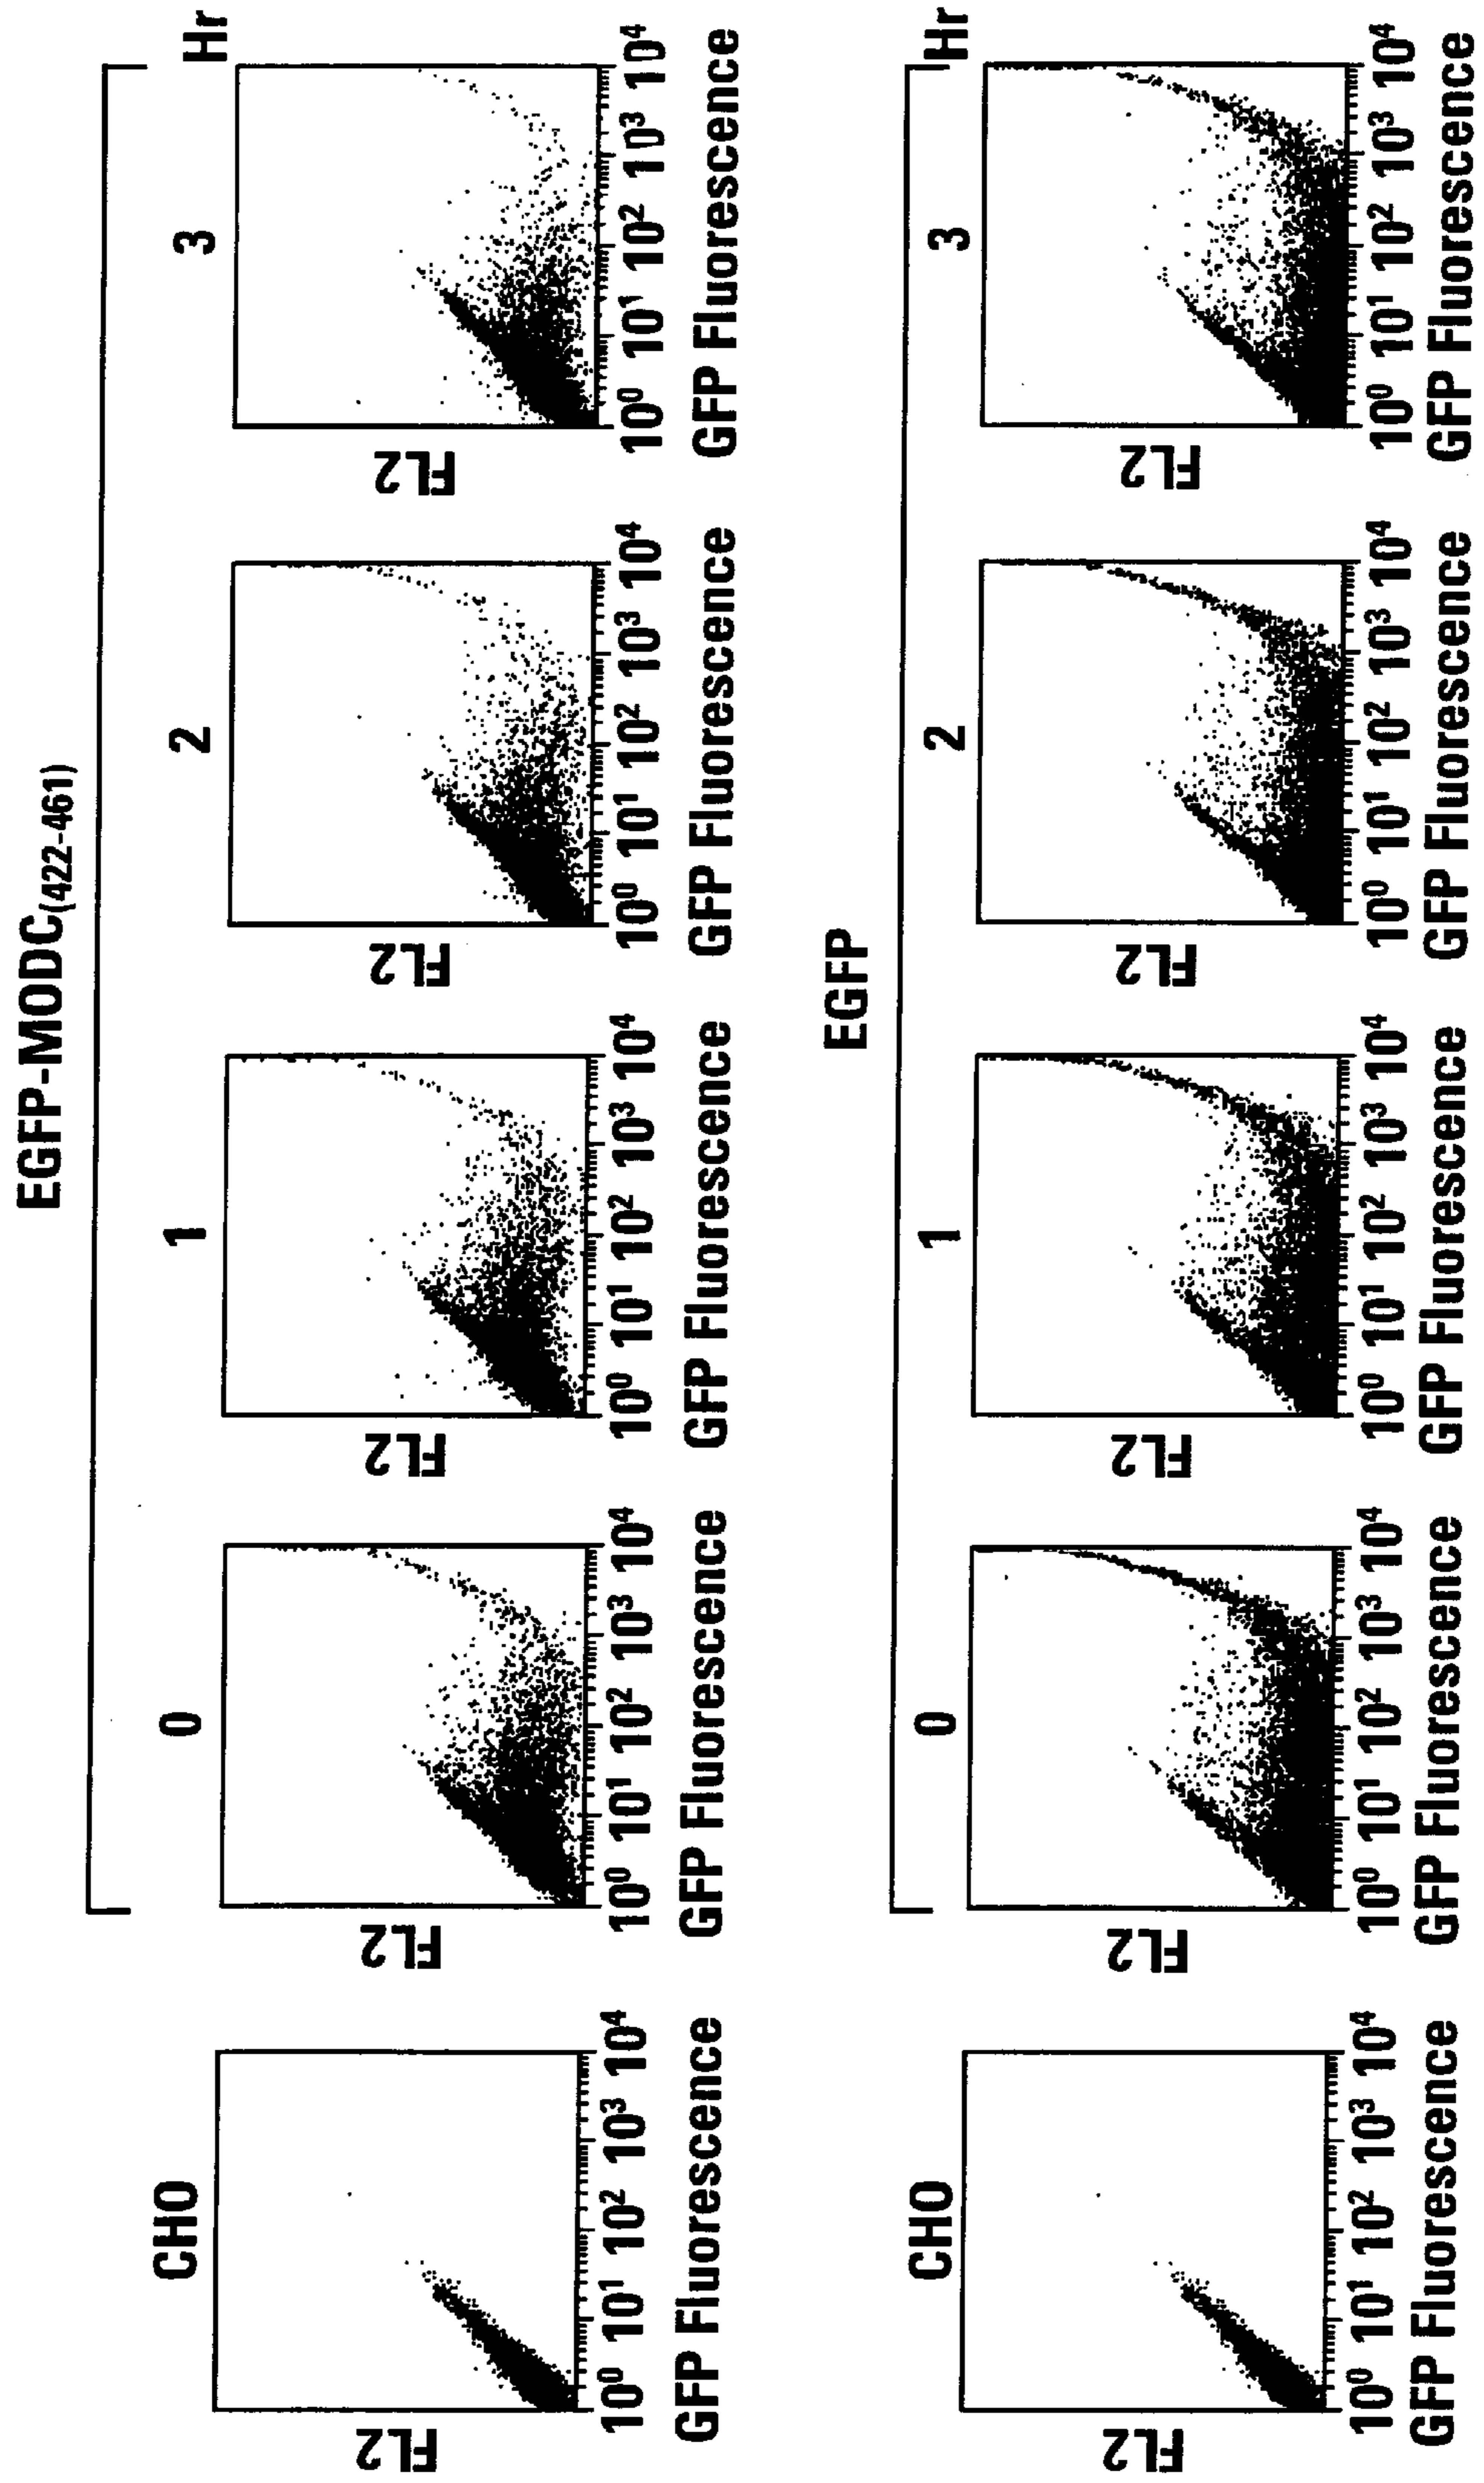 EGFP-MODC(422-461)
CHO 0 1 2 3 Hr
FL2 FL2 FL2 FL2 FL2
10⁰ 10¹ 10² 10³ 10⁴ 10⁰ 10¹ 10² 10³ 10⁴ 10⁰ 10¹ 10² 10³ 10⁴ 10⁰ 10¹ 10² 10³ 10⁴ 10⁰ 10¹ 10² 10³ 10⁴
GFP Fluorescence GFP Fluorescence GFP Fluorescence GFP Fluorescence GFP Fluorescence
EGFP
CHO 0 1 2 3 Hr
FL2 FL2 FL2 FL2 FL2
10⁰ 10¹ 10² 10³ 10⁴ 10⁰ 10¹ 10² 10³ 10⁴ 10⁰ 10¹ 10² 10³ 10⁴ 10⁰ 10¹ 10² 10³ 10⁴ 10⁰ 10¹ 10² 10³ 10⁴
GFP Fluorescence GFP Fluorescence GFP Fluorescence GFP Fluorescence GFP Fluorescence